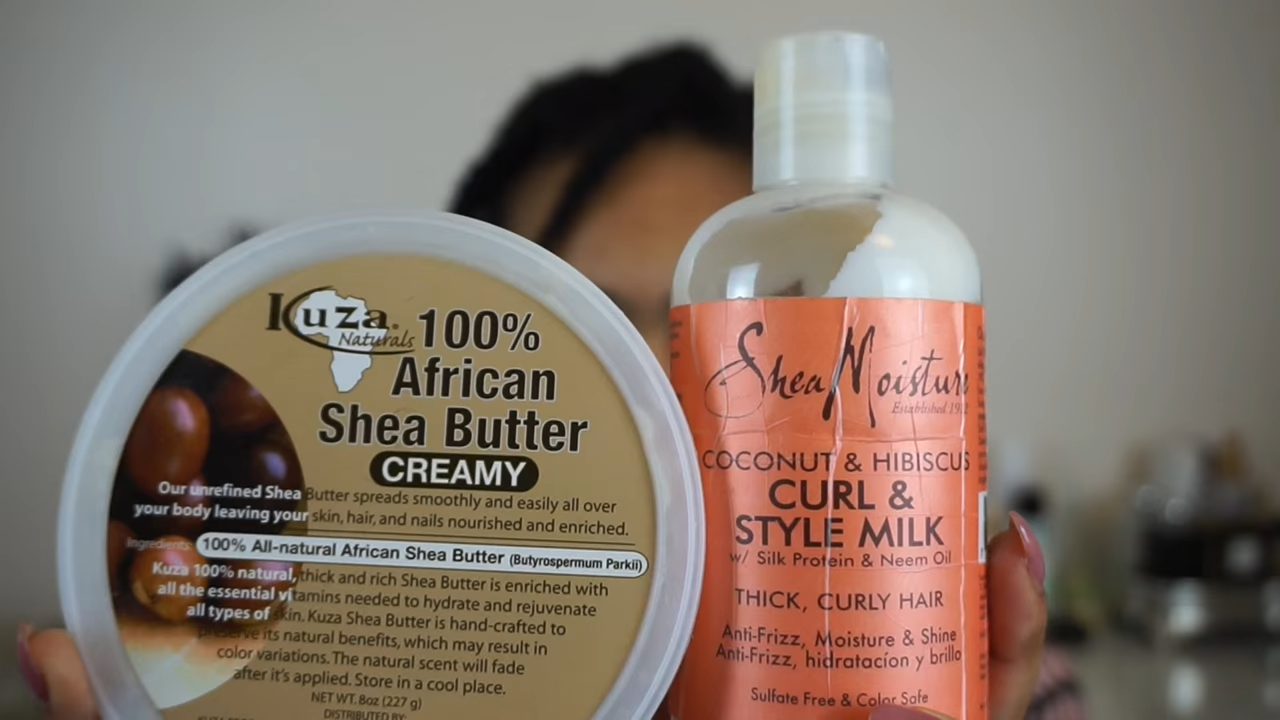 Kuza.
Naturals
100%
African
Shea Butter
CREAMY
Our unrefined Shea Butter spreads smoothly and easily all over
your body leaving your skin, hair, and nails nourished and enriched.
Ingredients: 100% All-natural African Shea Butter (Butyrospermum Parkii)
Kuza 100% natural, thick and rich Shea Butter is enriched with
all the essential vitamins needed to hydrate and rejuvenate
all types of skin. Kuza Shea Butter is hand-crafted to
preserve its natural benefits, which may result in
color variations. The natural scent will fade
after it's applied. Store in a cool place.
NET WT. 8oz (227 g)
DISTRIBUTED BY:
Shea Moisture
Established 1912
COCONUT & HIBISCUS
CURL &
STYLE MILK
w/ Silk Protein & Neem Oil
THICK, CURLY HAIR
Anti-Frizz, Moisture & Shine
Anti-Frizz, hidratacíon y brillo
Sulfate Free & Color Safe